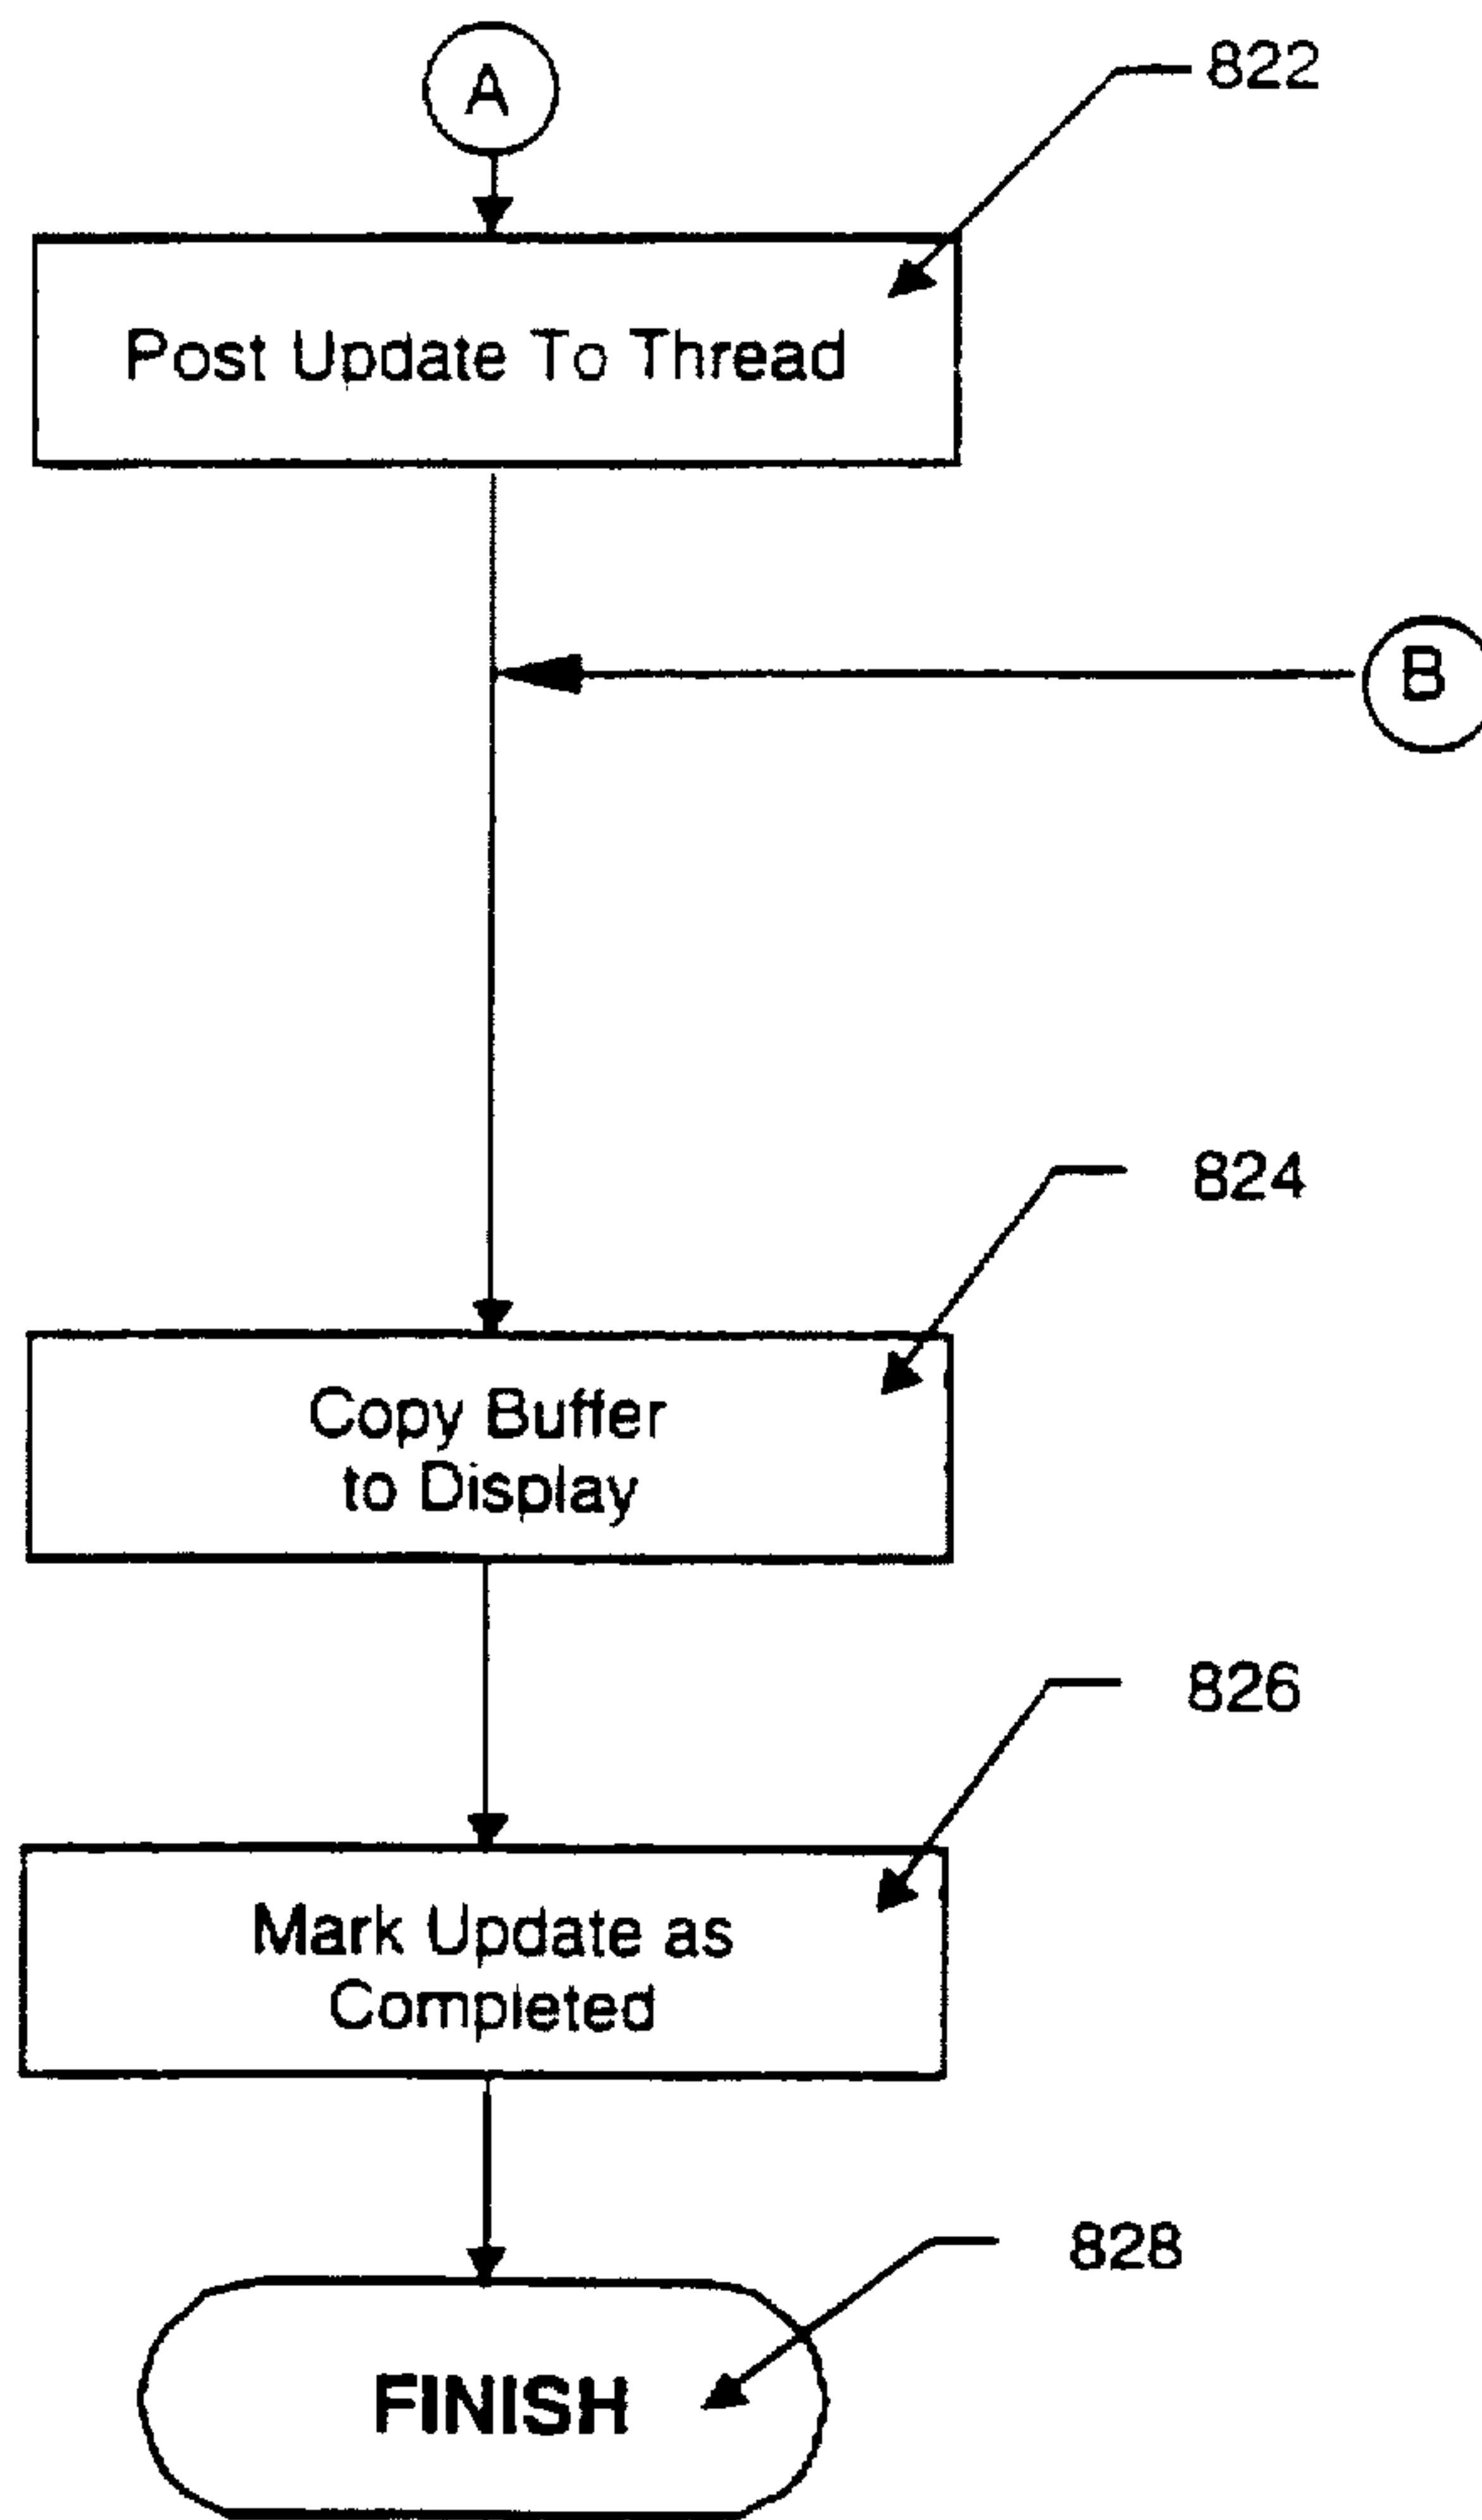 A
822
Post Update To Thread
B
824
Copy Buffer
to Display
826
Mark Update as
Completed
828
FINISH